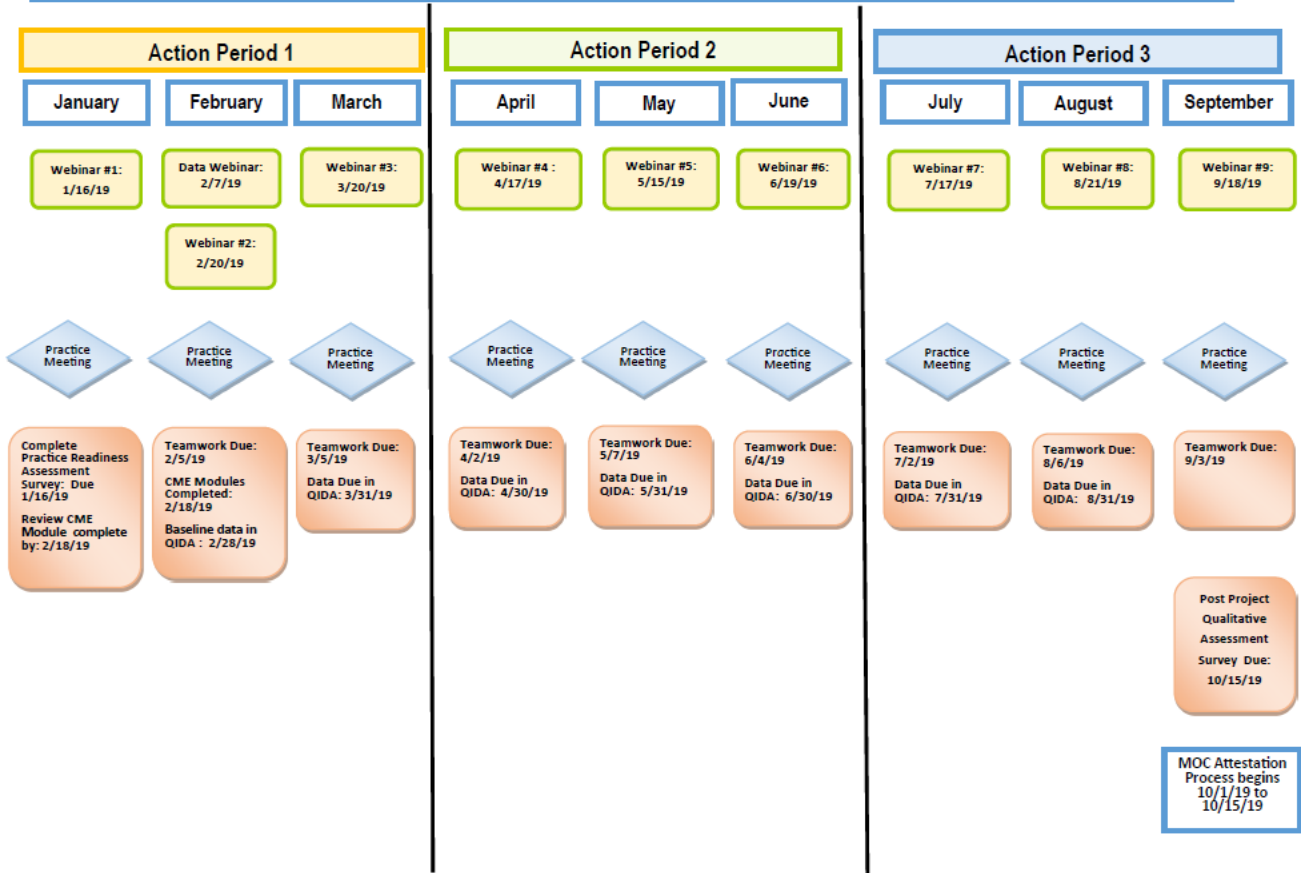 Action Period 1
Action Period 2
Action Period 3
January
February
March
April
May
June
July
August
September
Webinar #1:
1/16/19
Data Webinar:
2/7/19
Webinar #3:
3/20/19
Webinar #4 :
4/17/19
Webinar #5:
5/15/19
Webinar #6:
6/19/19
Webinar #7:
7/17/19
Webinar #8:
8/21/19
Webinar #9:
9/18/19
Webinar #2:
2/20/19
Practice
Meeting
Practice
Meeting
Practice
Meeting
Practice
Meeting
Practice
Meeting
Practice
Meeting
Practice
Meeting
Practice
Meeting
Practice
Meeting
Complete
Practice Readiness
Assessment
Survey: Due
1/16/19
Review CME
Module complete
by: 2/18/19
Teamwork Due:
2/5/19
CME Modules
Completed:
2/18/19
Baseline data in
QIDA : 2/28/19
Teamwork Due:
3/5/19
Data Due in
QIDA: 3/31/19
Teamwork Due:
4/2/19
Data Due in
QIDA: 4/30/19
Teamwork Due:
5/7/19
Data Due in
QIDA: 5/31/19
Teamwork Due:
6/4/19
Data Due in
QIDA: 6/30/19
Teamwork Due:
7/2/19
Data Due in
QIDA: 7/31/19
Teamwork Due:
8/6/19
Data Due in
QIDA: 8/31/19
Teamwork Due:
9/3/19
Post Project
Qualitative
Assessment
Survey Due:
10/15/19
MOC Attestation
Process begins
10/1/19 to
10/15/19